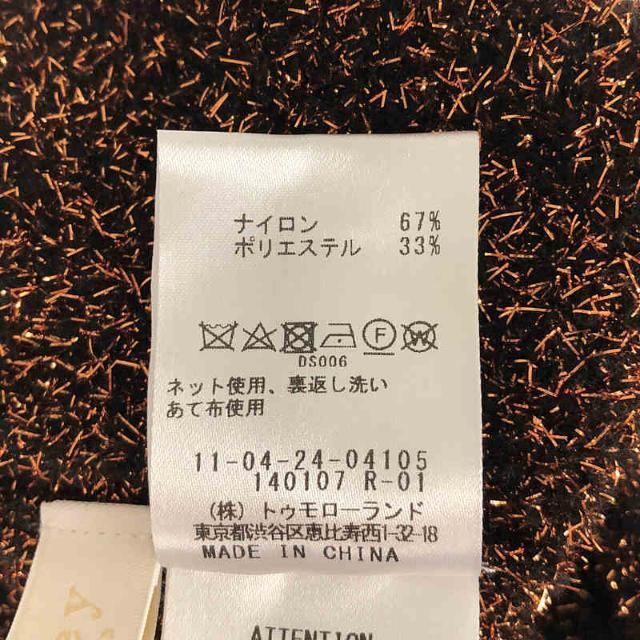 ナイロン 67%
ポリエステル 33%
DS006
ネット使用、裏返し洗い
あて布使用
11-04-24-04105
140107 R-01
(株)トゥモローランド
東京都渋谷区恵比寿西1-32-18
MADE IN CHINA
ATTENTION